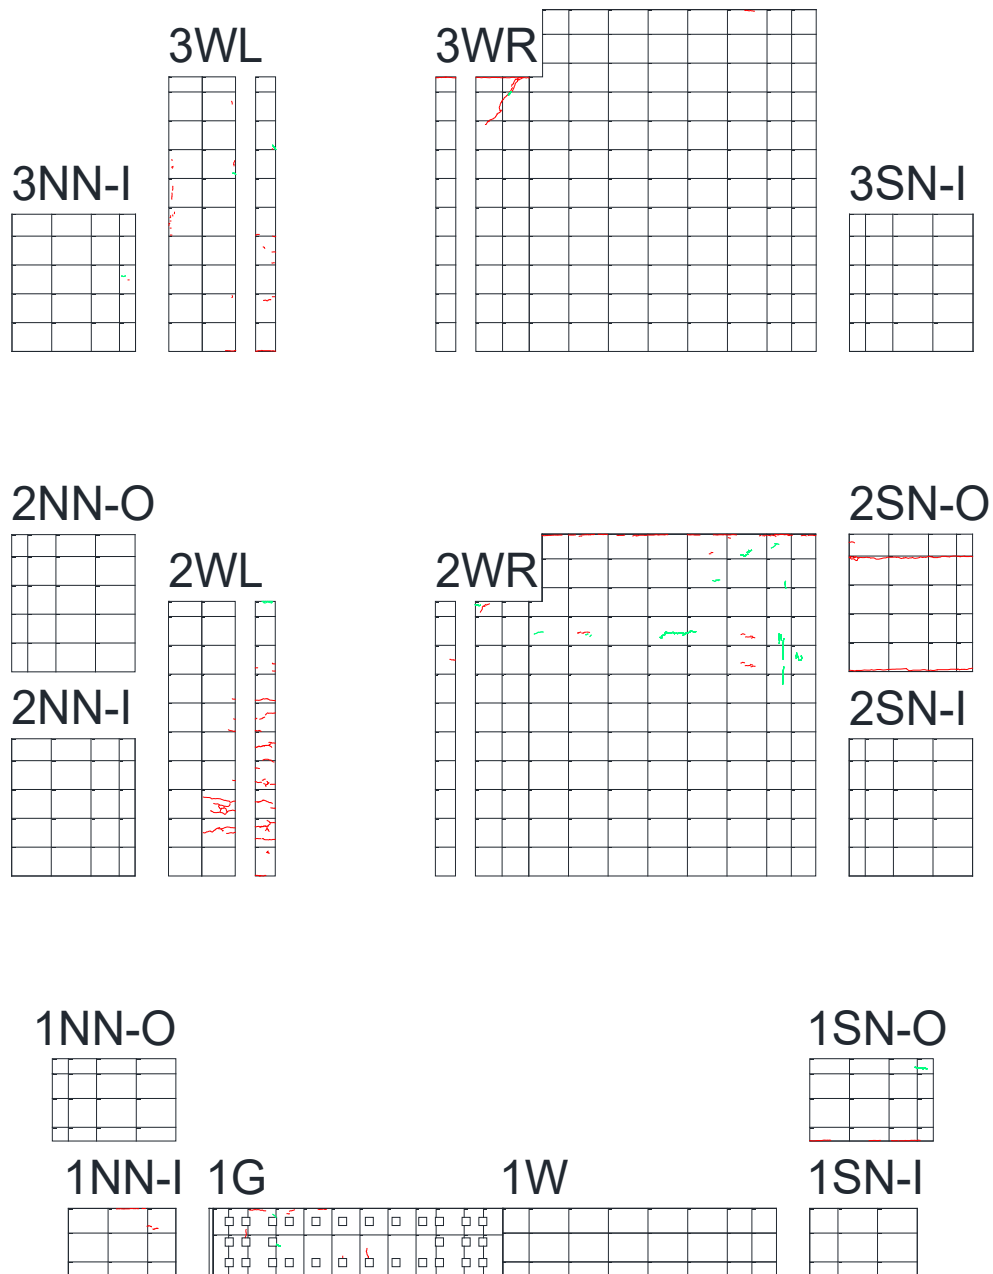 3WL
3WR
3NN-I
3SN-I
2NN-O
2SN-O
2WL
2WR
2NN-I
2SN-I
1NN-O
1SN-O
1NN-I
1G
1W
1SN-I